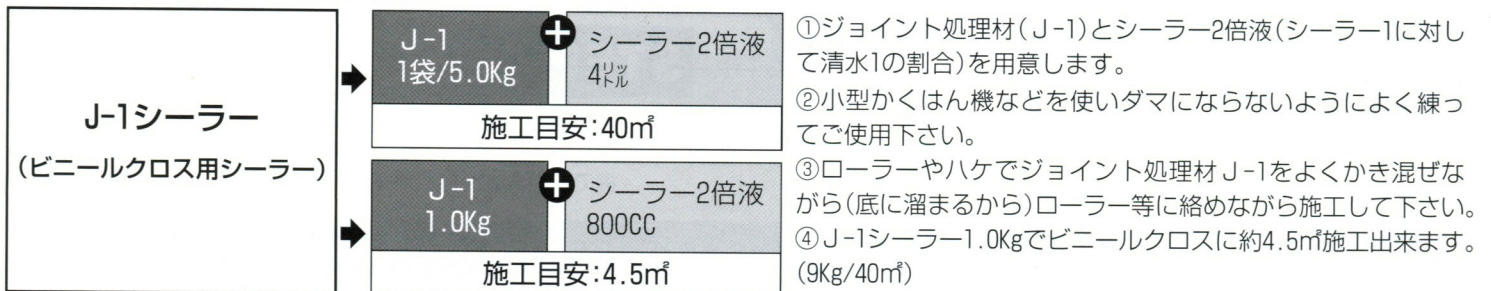 J-1シーラー
(ビニールクロス用シーラー)
J-1
1袋/5.0Kg
シーラー2倍液
4リットル
施工目安:40㎡
J-1
1.0Kg
シーラー2倍液
800CC
施工目安:4.5㎡
①ジョイント処理材(J-1)とシーラー2倍液(シーラー1に対し
て清水1の割合)を用意します。
②小型かくはん機などを使いダマにならないようによく練っ
てご使用下さい。
③ローラーやハケでジョイント処理材J-1をよくかき混ぜな
がら(底に溜まるから)ローラー等に絡めながら施工して下さい。
④J-1シーラー1.0Kgでビニールクロスに約4.5㎡施工出来ます。
(9Kg/40㎡)